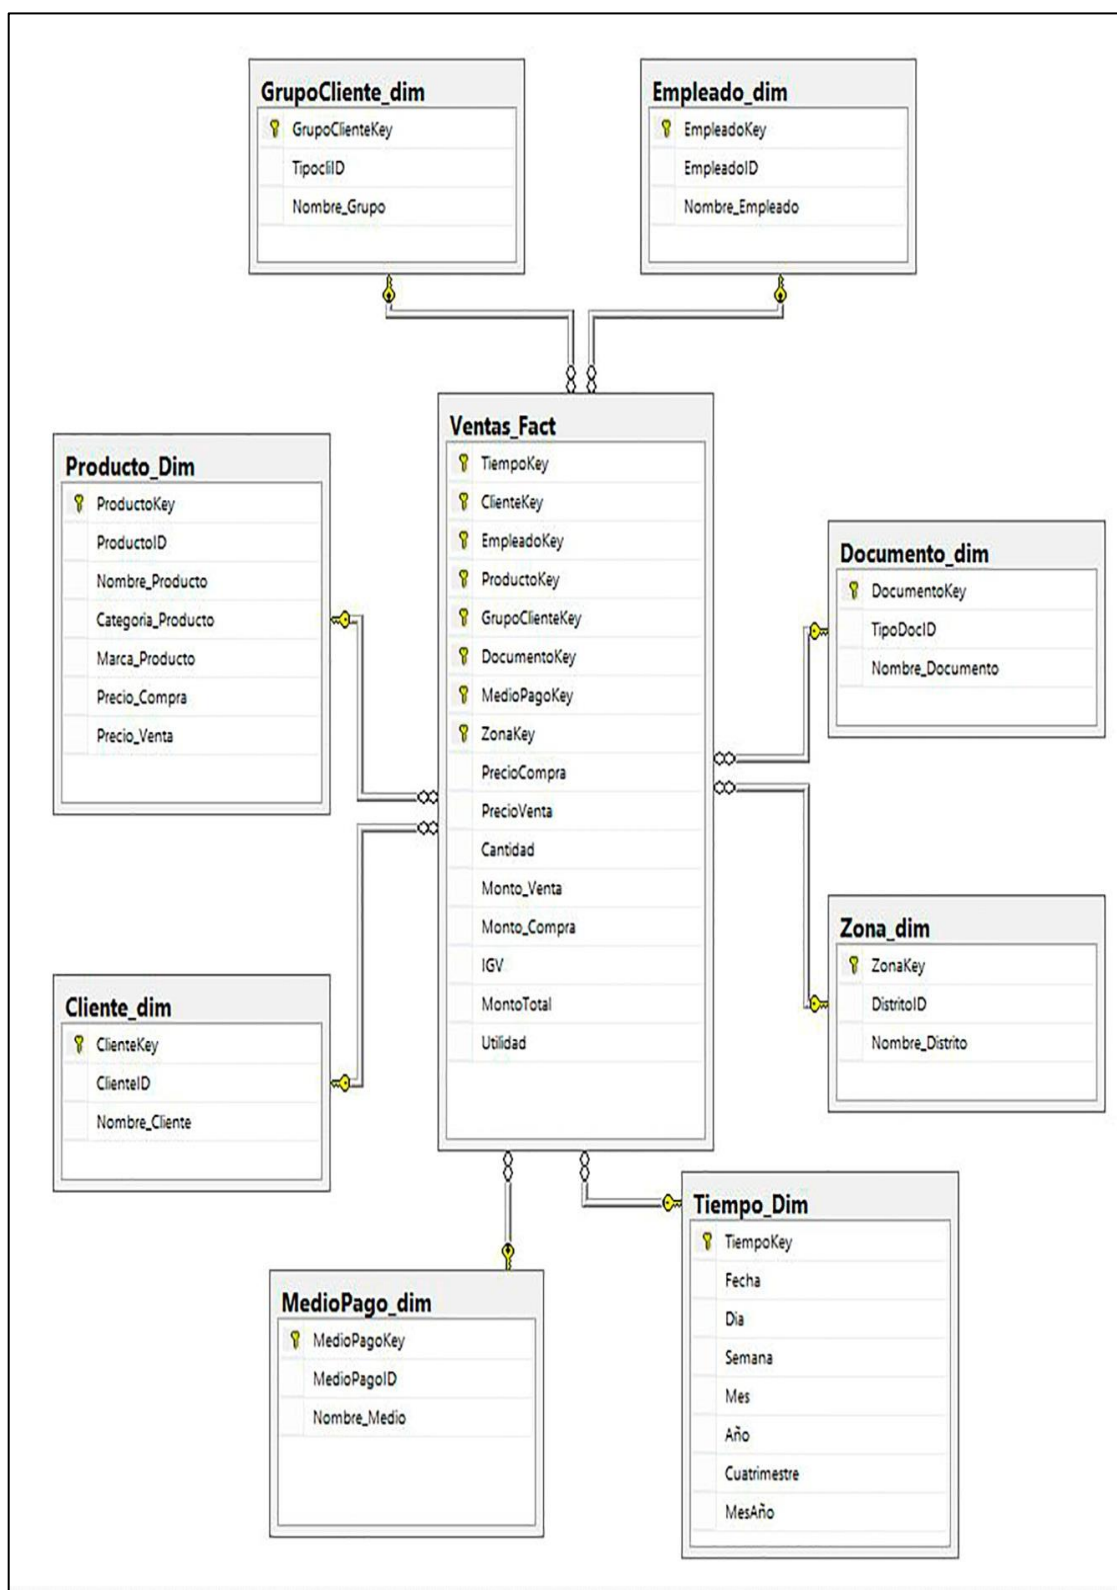 GrupoCliente_dim
GrupoClienteKey
TipocliID
Nombre_Grupo
Empleado_dim
EmpleadoKey
EmpleadoID
Nombre_Empleado
Producto_Dim
ProductoKey
ProductoID
Nombre_Producto
Categoria_Producto
Marca_Producto
Precio_Compra
Precio_Venta
Ventas_Fact
TiempoKey
ClienteKey
EmpleadoKey
ProductoKey
GrupoClienteKey
DocumentoKey
MedioPagoKey
ZonaKey
PrecioCompra
PrecioVenta
Cantidad
Monto_Venta
Monto_Compra
IGV
MontoTotal
Utilidad
Documento_dim
DocumentoKey
TipoDocID
Nombre_Documento
Zona_dim
ZonaKey
DistritoID
Nombre_Distrito
Cliente_dim
ClienteKey
ClienteID
Nombre_Cliente
MedioPago_dim
MedioPagoKey
MedioPagoID
Nombre_Medio
Tiempo_Dim
TiempoKey
Fecha
Dia
Semana
Mes
Año
Cuatrimestre
MesAño